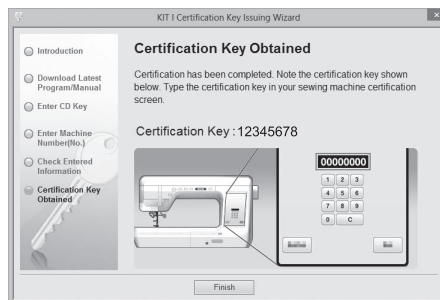 KIT I Certification Key Issuing Wizard
Introduction
Download Latest
Program/Manual
Enter CD Key
Enter Machine
Number(No.)
Check Entered
Information
Certification Key
Obtained
Certification Key Obtained
Certification has been completed. Note the certification key shown
below. Type the certification key in your sewing machine certification
screen.
Certification Key : 12345678
00000000
1 2 3
4 5 6
7 8 9
0 C
Finish